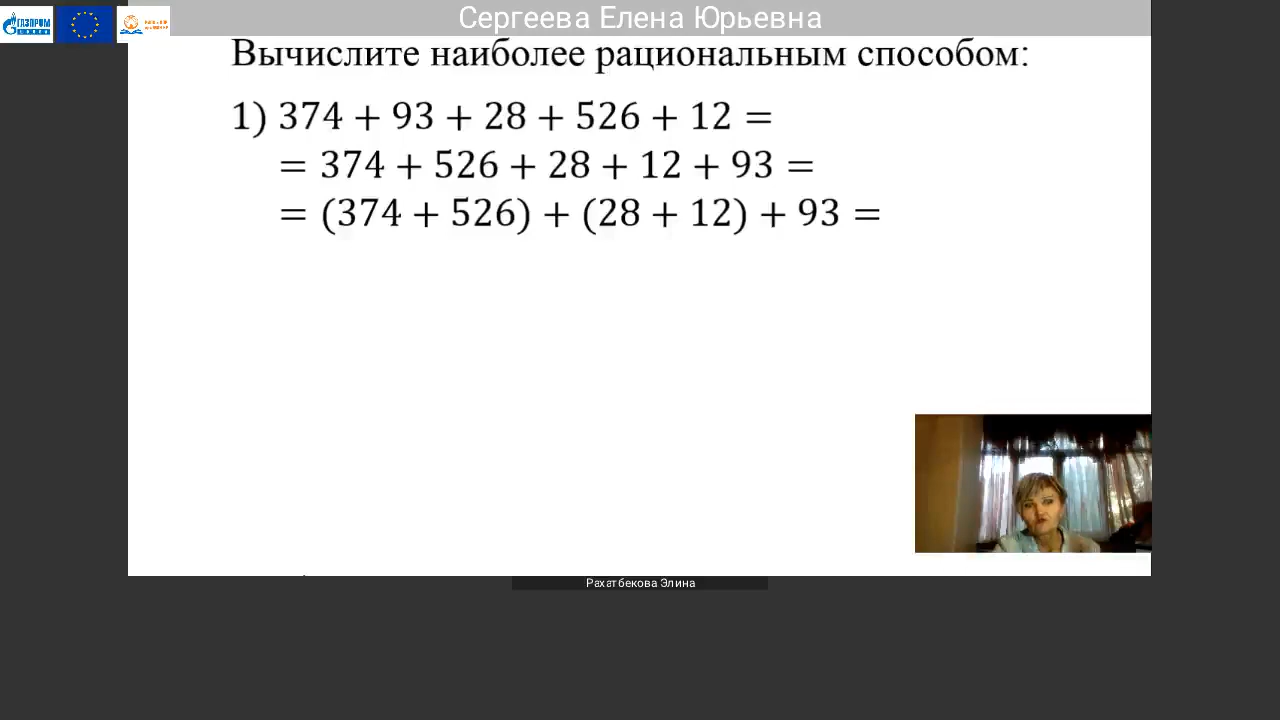 ГАЗПРОМ
Сергеева Елена Юрьевна
Вычислите наиболее рациональным способом:
1) 374 + 93 + 28 + 526 + 12 =
= 374 + 526 + 28 + 12 + 93 =
= (374 + 526) + (28 + 12) + 93 =
Рахатбекова Элина